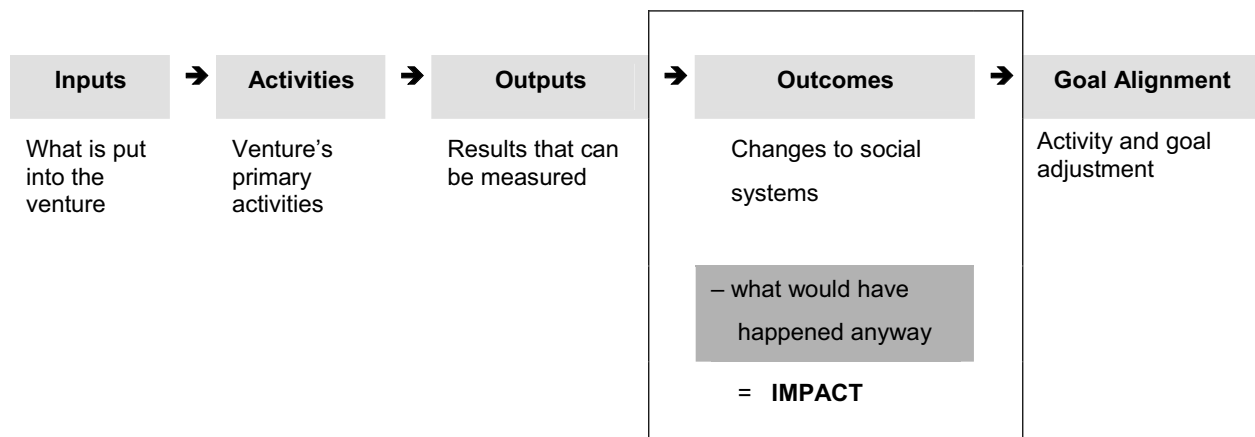 Inputs ➔ Activities ➔ Outputs ➔ Outcomes ➔ Goal Alignment
What is put
into the
venture
Venture’s
primary
activities
Results that can
be measured
Changes to social
systems
– what would have
happened anyway
= IMPACT
Activity and goal
adjustment